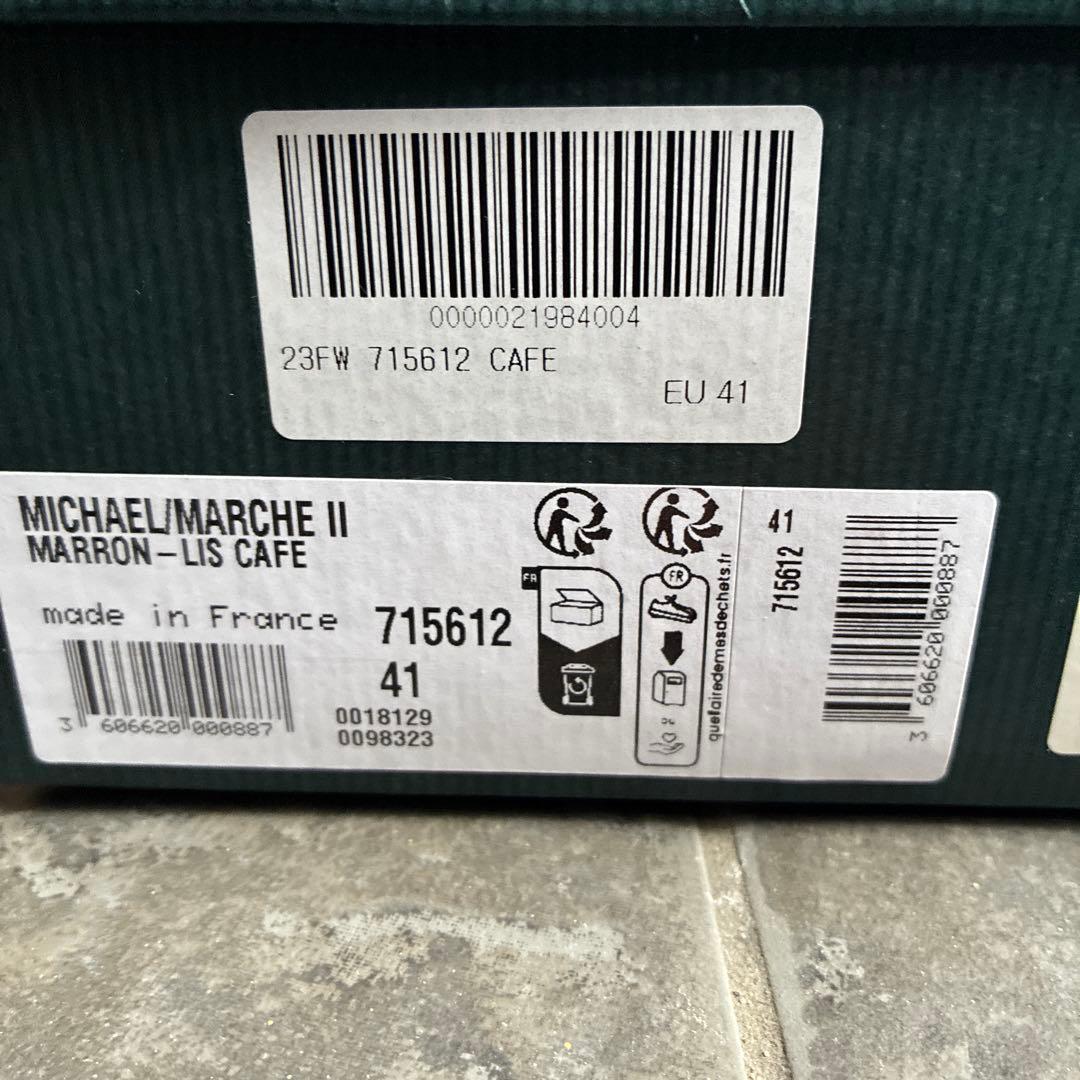 0000021984004
23FW 715612 CAFE
EU 41
MICHAEL/MARCHE II
MARRON-LIS CAFE
made in France
715612
41
0018129
0098323
3 606620 000887
FR
FR
ou
quefairedemesdechets.fr
41
715612
3 606620 000887